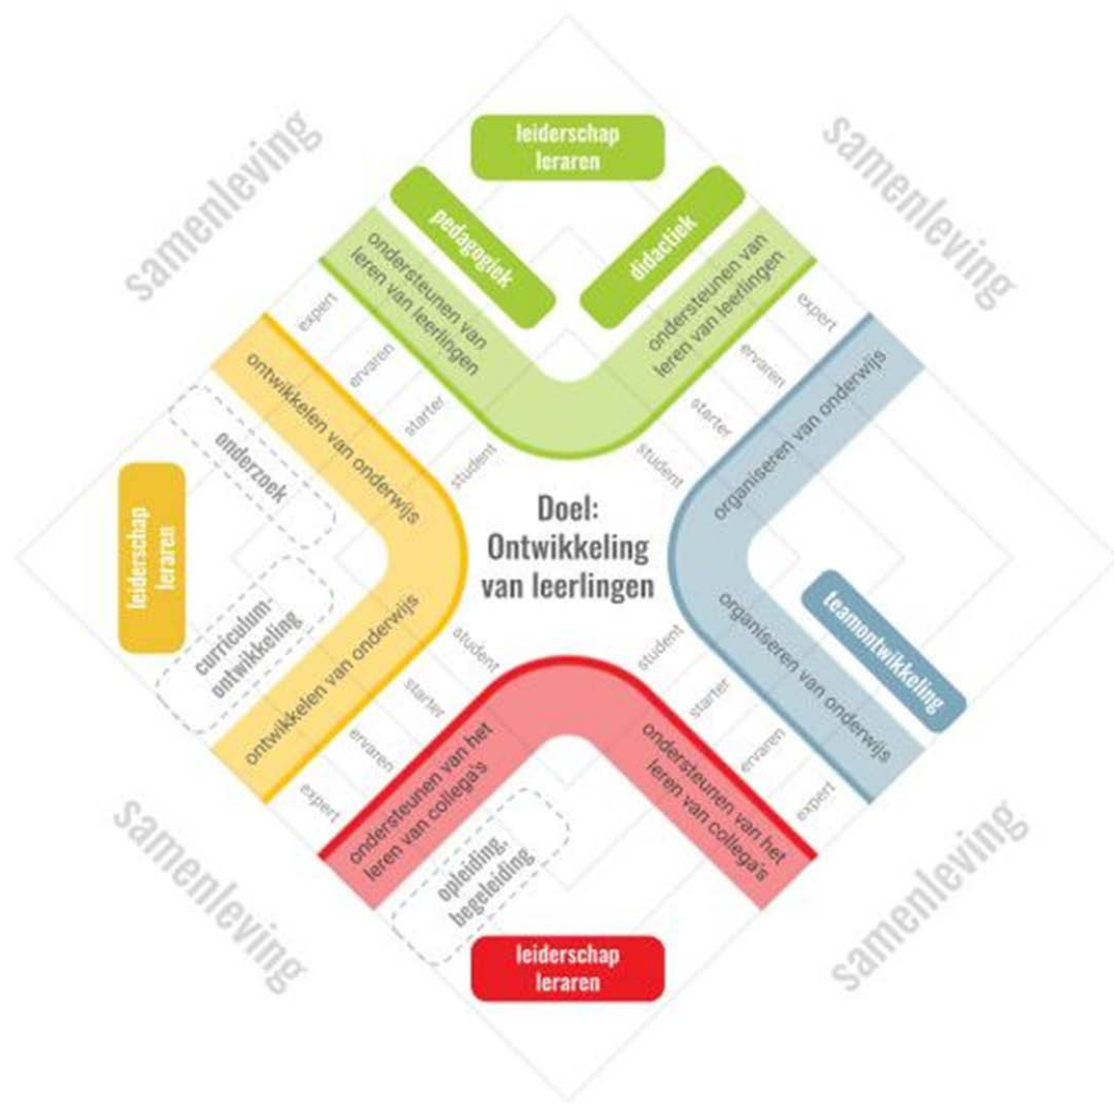 samenleving
samenleving
leiderschap
leraren
pedagogiek
didactiek
ondersteunen van
leren van leerlingen
ondersteunen van
leren van leerlingen
expert
ervaren
starter
student
expert
ervaren
starter
student
ontwikkelen van onderwijs
onderzoek
leiderschap
leraren
curriculum-
ontwikkeling
ontwikkelen van onderwijs
Doel:
Ontwikkeling
van leerlingen
organiseren van onderwijs
organiseren van onderwijs
teamontwikkeling
student
starter
ervaren
expert
student
starter
ervaren
expert
ondersteunen van het
leren van collega's
ondersteunen van het
leren van collega's
opleiding,
begeleiding
leiderschap
leraren
samenleving
samenleving